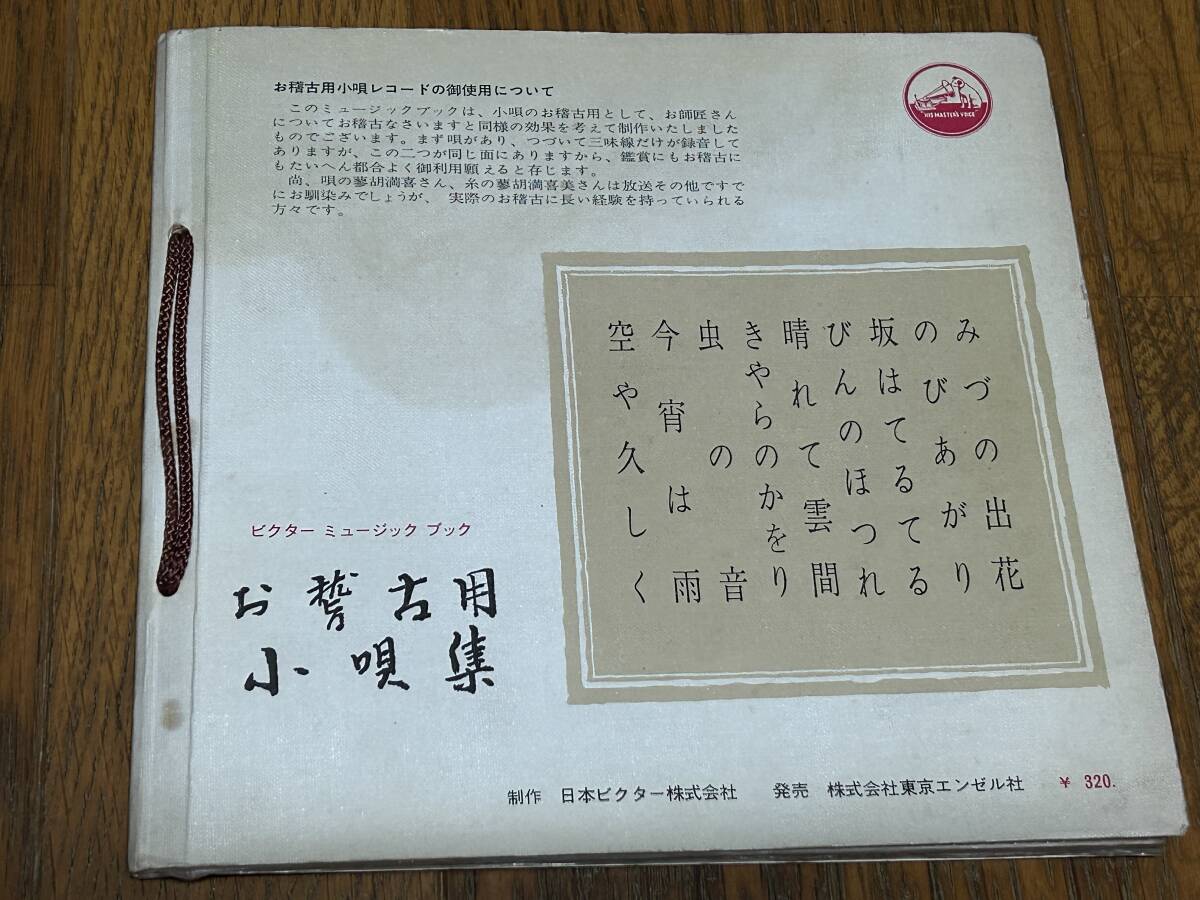 お稽古用小唄レコードの御使用について
このミュージックブックは、小唄のお稽古用として、お師匠さん
についてお稽古なさいますと同様の効果を考えて制作いたしました
ものでございます。まず唄があり、つづいて三味線だけが録音して
ありますが、この二つが同じ面にありますから、鑑賞にもお稽古に
もたいへん都合よく御利用願えると存じます。
尚、唄の蓼胡満喜さん、糸の蓼胡満喜美さんは放送その他ですで
にお馴染みでしょうが、実際のお稽古に長い経験を持っていられる
方々です。
HIS MASTER'S VOICE
みづの出花
のびあがり
坂はてるてる
びんのほつれ
晴れて雲間
きやらのかをり
虫の音
今宵は雨
空や久しく
ビクター ミュージック ブック
お稽古用
小唄集
制作 日本ビクター株式会社 発売 株式会社東京エンゼル社 ¥ 320.